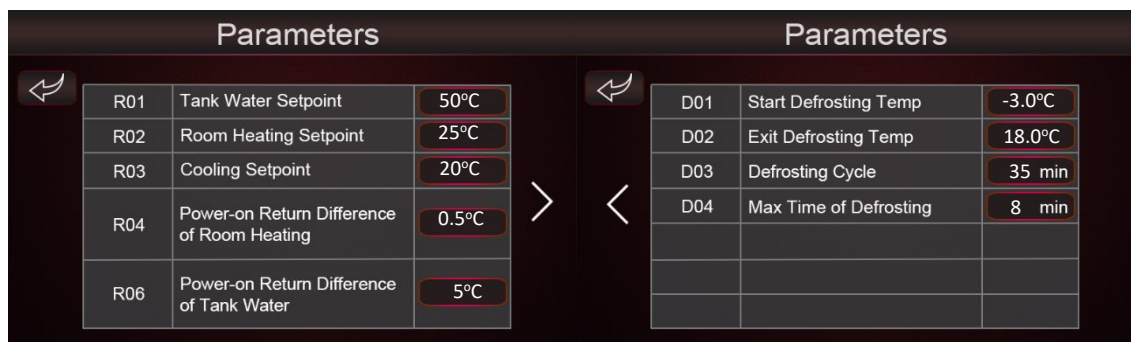 Parameters
R01 Tank Water Setpoint 50°C
R02 Room Heating Setpoint 25°C
R03 Cooling Setpoint 20°C
R04 Power-on Return Difference of Room Heating 0.5°C
R06 Power-on Return Difference of Tank Water 5°C
Parameters
D01 Start Defrosting Temp -3.0°C
D02 Exit Defrosting Temp 18.0°C
D03 Defrosting Cycle 35 min
D04 Max Time of Defrosting 8 min